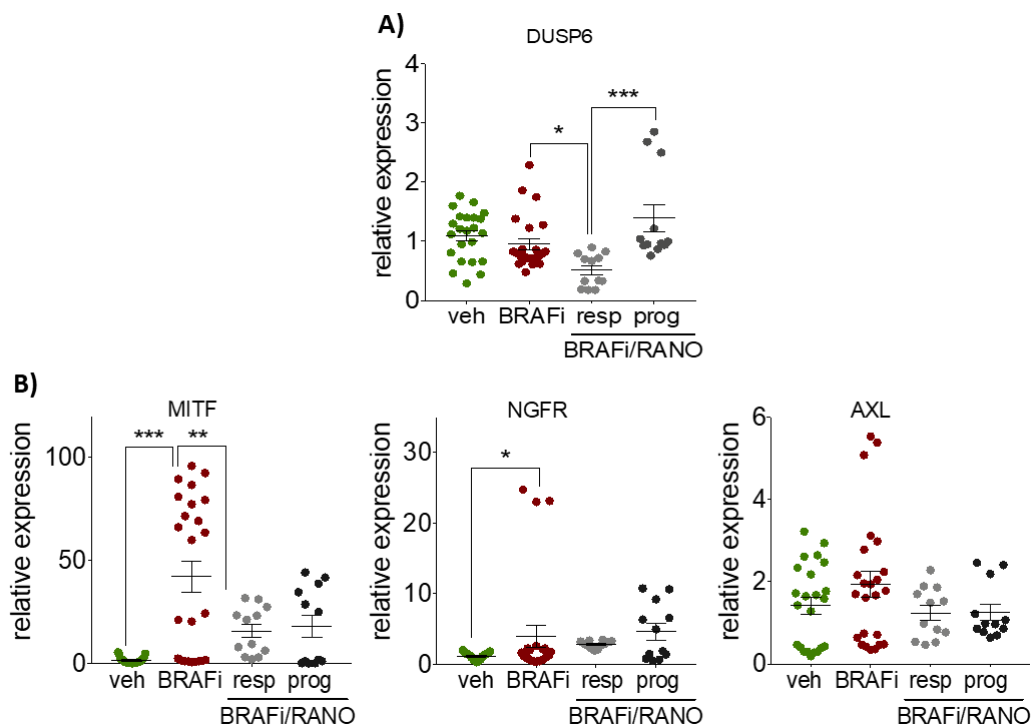 A)
DUSP6
relative expression
4
3
2
1
0
*
***
veh BRAFi resp prog
BRAFi/RANO
B)
MITF
relative expression
100
50
0
***
**
veh BRAFi resp prog
BRAFi/RANO
NGFR
relative expression
30
20
10
0
*
veh BRAFi resp prog
BRAFi/RANO
AXL
relative expression
6
4
2
0
veh BRAFi resp prog
BRAFi/RANO